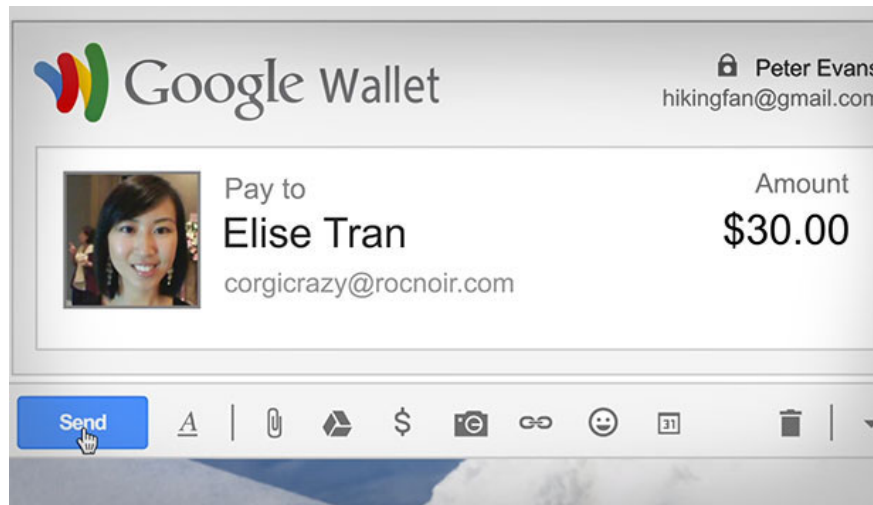 Google Wallet
Peter Evans
hikingfan@gmail.com
Pay to
Elise Tran
corgicrazy@rocnoir.com
Amount
$30.00
Send
A
$
31